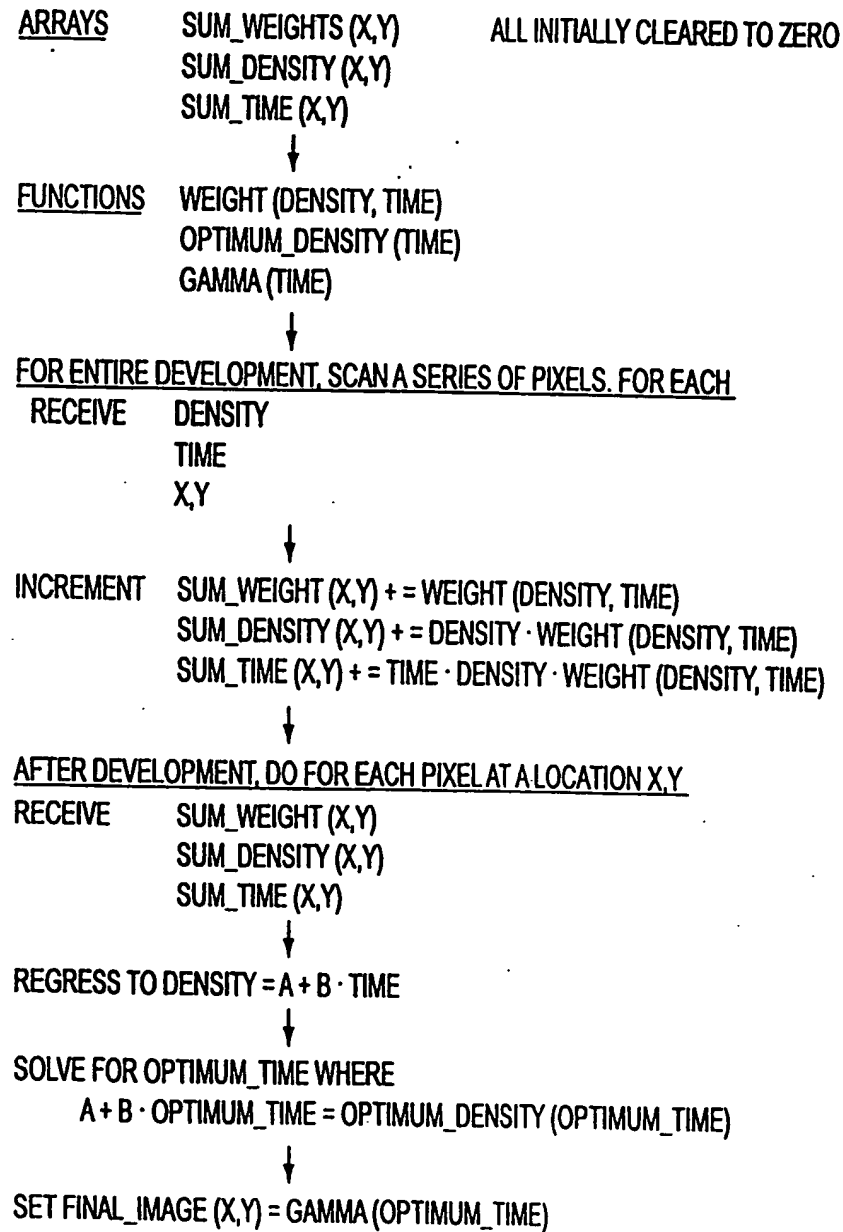 ARRAYS SUM_WEIGHTS (X,Y) ALL INITIALLY CLEARED TO ZERO
SUM_DENSITY (X,Y)
SUM_TIME (X,Y)
FUNCTIONS WEIGHT (DENSITY, TIME)
OPTIMUM_DENSITY (TIME)
GAMMA (TIME)
FOR ENTIRE DEVELOPMENT, SCAN A SERIES OF PIXELS. FOR EACH
RECEIVE DENSITY
TIME
X,Y
INCREMENT SUM_WEIGHT (X,Y) + = WEIGHT (DENSITY, TIME)
SUM_DENSITY (X,Y) + = DENSITY · WEIGHT (DENSITY, TIME)
SUM_TIME (X,Y) + = TIME · DENSITY · WEIGHT (DENSITY, TIME)
AFTER DEVELOPMENT, DO FOR EACH PIXEL AT A LOCATION X,Y
RECEIVE SUM_WEIGHT (X,Y)
SUM_DENSITY (X,Y)
SUM_TIME (X,Y)
REGRESS TO DENSITY = A + B · TIME
SOLVE FOR OPTIMUM_TIME WHERE
A + B · OPTIMUM_TIME = OPTIMUM_DENSITY (OPTIMUM_TIME)
SET FINAL_IMAGE (X,Y) = GAMMA (OPTIMUM_TIME)